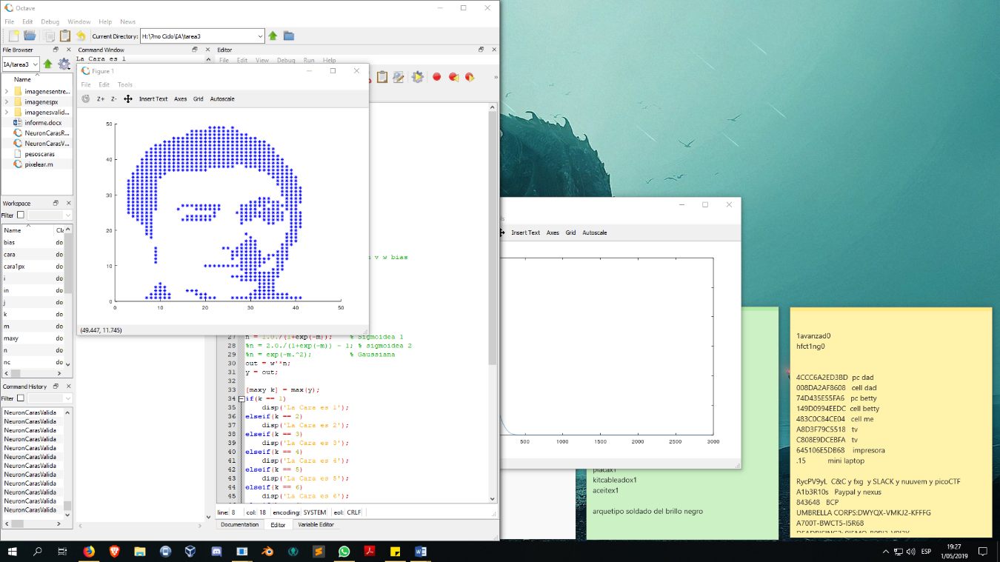 Octave
File Edit Debug Window Help News
Current Directory: H:\7mo Ciclo\IA\tarea3
File Browser
IA/tarea3
Name
imagenesentre...
imagenespx
imagenesvalid...
informe.docx
NeuronCarasR...
NeuronCarasV...
pesoscaras
pixelear.m
Workspace
Filter
Name Cla
bias do
cara do
cara1px do
i do
in do
j do
k do
m do
maxy do
n do
nc do
Command History
Filter
NeuronCarasValida
NeuronCarasValida
NeuronCarasValida
NeuronCarasValida
NeuronCarasValida
NeuronCarasValida
NeuronCarasValida
NeuronCarasValida
NeuronCarasValida
NeuronCarasValida
NeuronCarasValida
NeuronCarasValida
Command Window
La Cara es 1
Figure 1
File Edit Tools
Z+ Z- Insert Text Axes Grid Autoscale
50
40
30
20
10
0
0 10 20 30 40 50
(49.447, 11.745)
Editor
File Edit View Debug Run Help
v w bias
27 n = 1.0./(1+exp(-m)); % Sigmoidea 1
28 %n = 2.0./(1+exp(-m)) - 1; % sigmoidea 2
29 %n = exp(-m.^2); % Gaussiana
30 out = w'*n;
31 y = out;
32
33 [maxy k] = max(y);
34 if(k == 1)
35 disp('La Cara es 1');
36 elseif(k == 2)
37 disp('La Cara es 2');
38 elseif(k == 3)
39 disp('La Cara es 3');
40 elseif(k == 4)
41 disp('La Cara es 4');
42 elseif(k == 5)
43 disp('La Cara es 5');
44 elseif(k == 6)
45 disp('La Cara es 6');
line: 8 col: 18 encoding: SYSTEM eol: CRLF
Documentation Editor Variable Editor
Insert Text Axes Grid Autoscale
500 1000 1500 2000 2500 3000
placax1
kitcableadox1
aceitex1
arquetipo soldado del brillo negro
1avanzad0
hfct1ng0
4CCC6A2ED3BD pc dad
008DA2AF8608 cell dad
74D435E55FA6 pc betty
149D0994EEDC cell betty
483C0C84CE04 cell me
A8D3F79C5518 tv
C808E9DCEBFA tv
645106E5DB68 impresora
.15 mini laptop
RycPV9yL C&C y fxg y SLACK y nuuvem y picoCTF
A1b3R10s Paypal y nexus
843648 BCP
UMBRELLA CORPS:DWYQX-VMKJ2-KFFFG
A700T-BWCT5-I5R68
ESP
19:27
1/05/2019